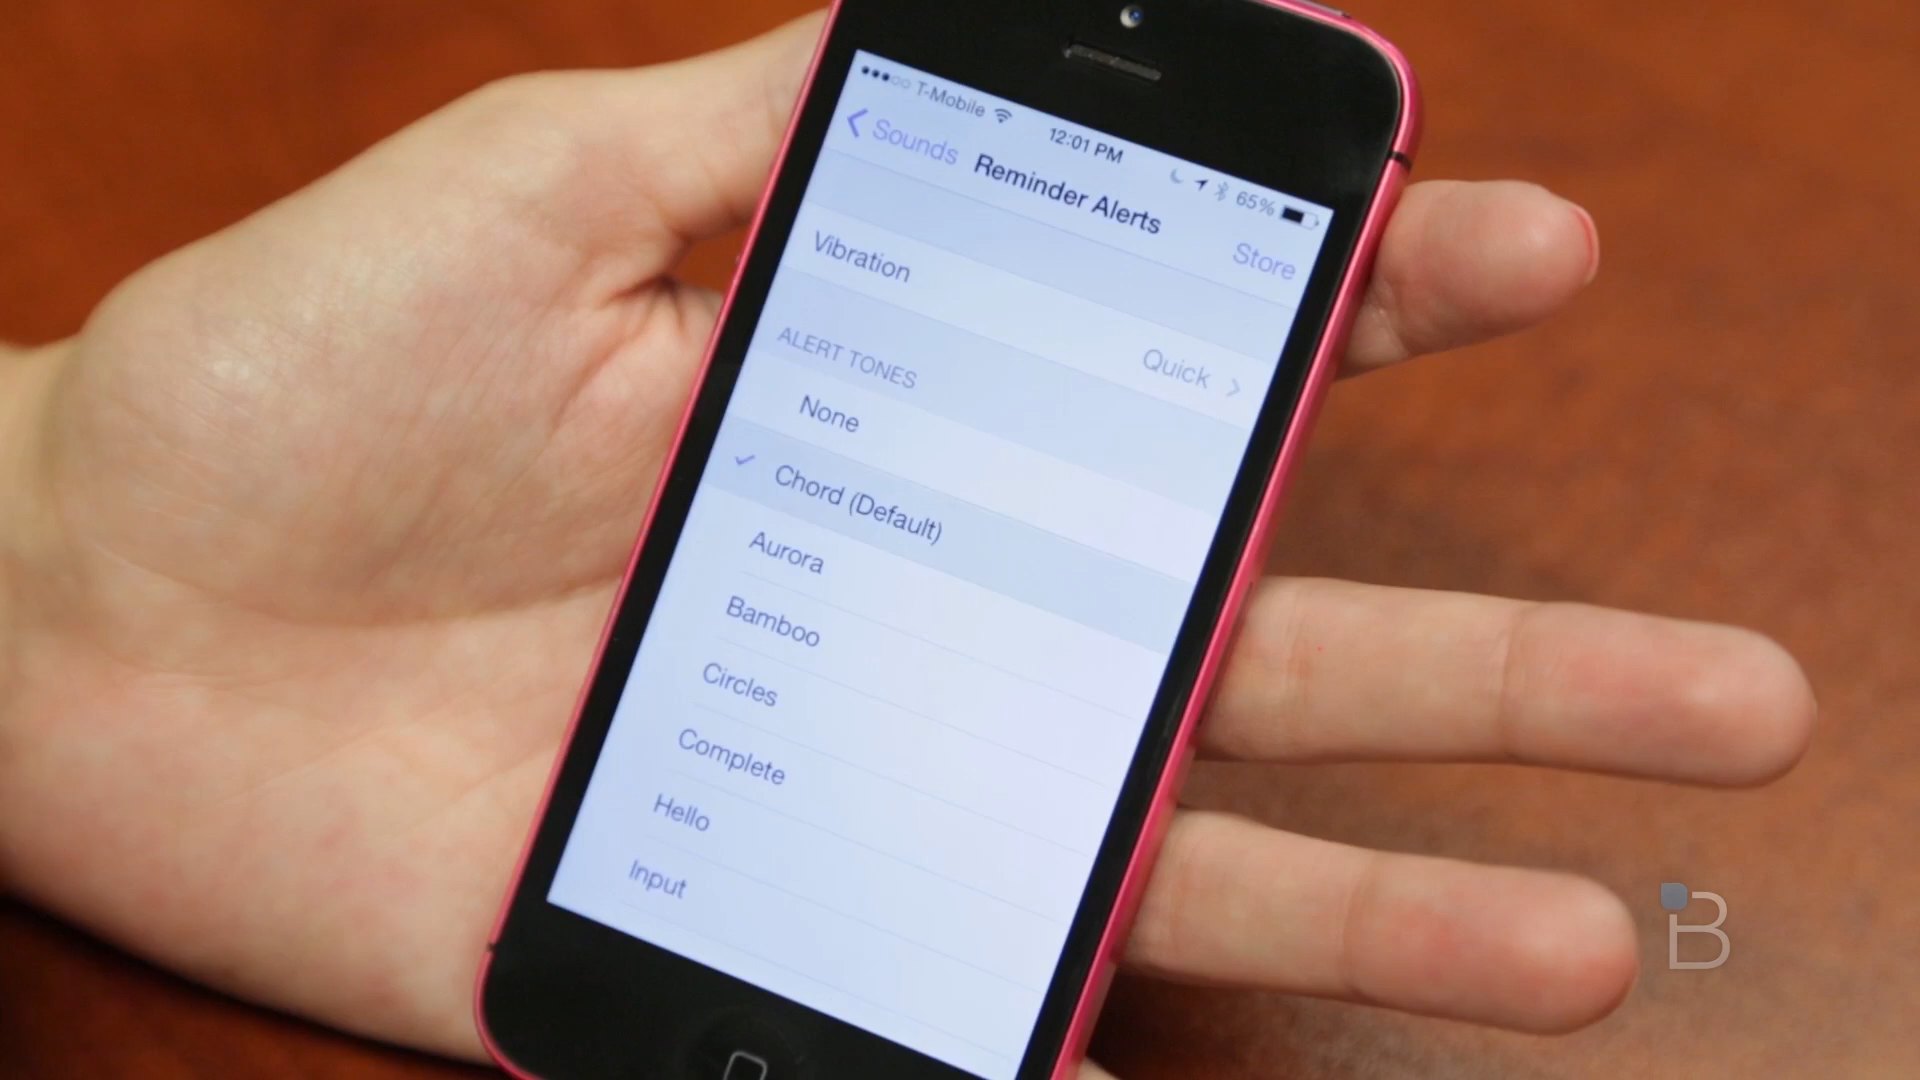 T-Mobile 12:01 PM 65%
Sounds Reminder Alerts Store
Vibration Quick
ALERT TONES
None
Chord (Default)
Aurora
Bamboo
Circles
Complete
Hello
Input
B